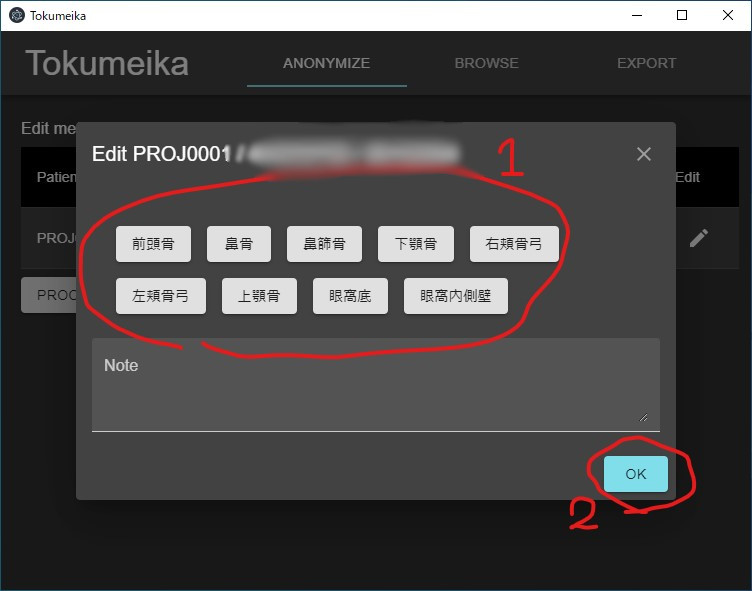 Tokumeika
Tokumeika
ANONYMIZE
BROWSE
EXPORT
Edit me
Edit PROJ0001 /
1
Patien
Edit
前頭骨
鼻骨
鼻篩骨
下顎骨
右頬骨弓
PROJ
左頬骨弓
上顎骨
眼窩底
眼窩内側壁
PROC
Note
OK
2